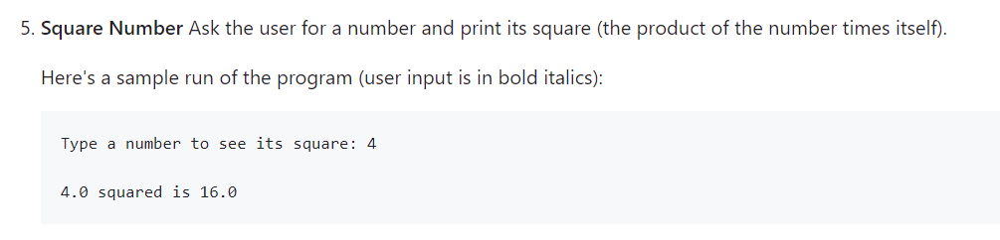 5. Square Number Ask the user for a number and print its square (the product of the number times itself).
Here's a sample run of the program (user input is in bold italics):
Type a number to see its square: 4
4.0 squared is 16.0